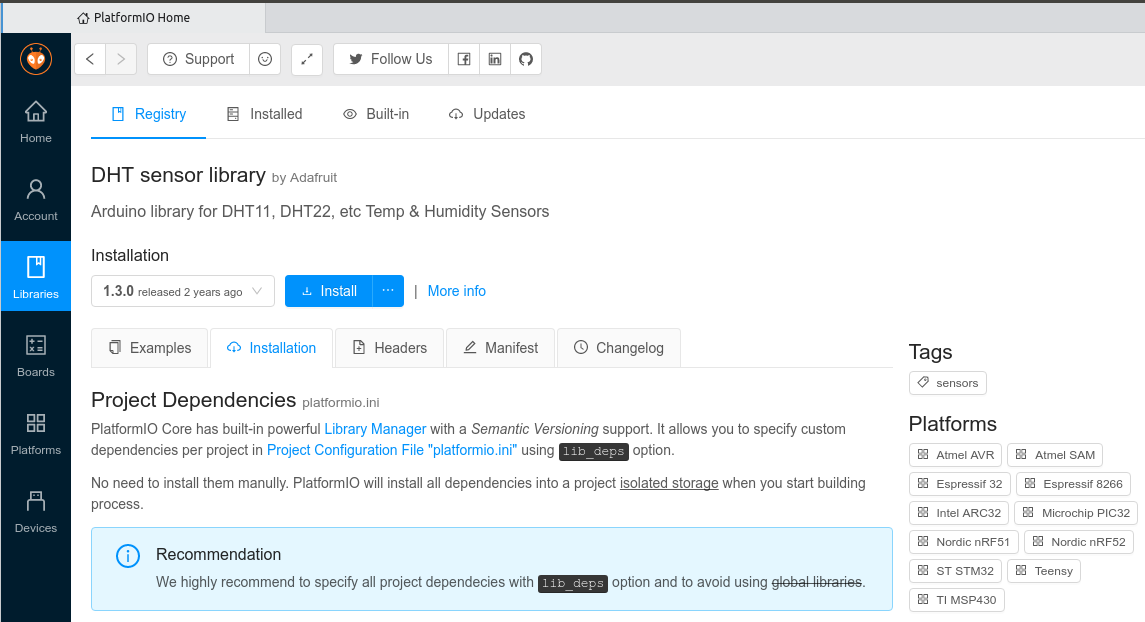 PlatformIO Home
Support
Follow Us
Home
Account
Libraries
Boards
Platforms
Devices
Registry
Installed
Built-in
Updates
DHT sensor library by Adafruit
Arduino library for DHT11, DHT22, etc Temp & Humidity Sensors
Installation
1.3.0 released 2 years ago
Install
···
| More info
Examples
Installation
Headers
Manifest
Changelog
Project Dependencies platformio.ini
PlatformIO Core has built-in powerful Library Manager with a Semantic Versioning support. It allows you to specify custom
dependencies per project in Project Configuration File "platformio.ini" using lib_deps option.
No need to install them manully. PlatformIO will install all dependencies into a project isolated storage when you start building
process.
Recommendation
We highly recommend to specify all project dependecies with lib_deps option and to avoid using global libraries.
Tags
sensors
Platforms
Atmel AVR
Atmel SAM
Espressif 32
Espressif 8266
Intel ARC32
Microchip PIC32
Nordic nRF51
Nordic nRF52
ST STM32
Teensy
TI MSP430